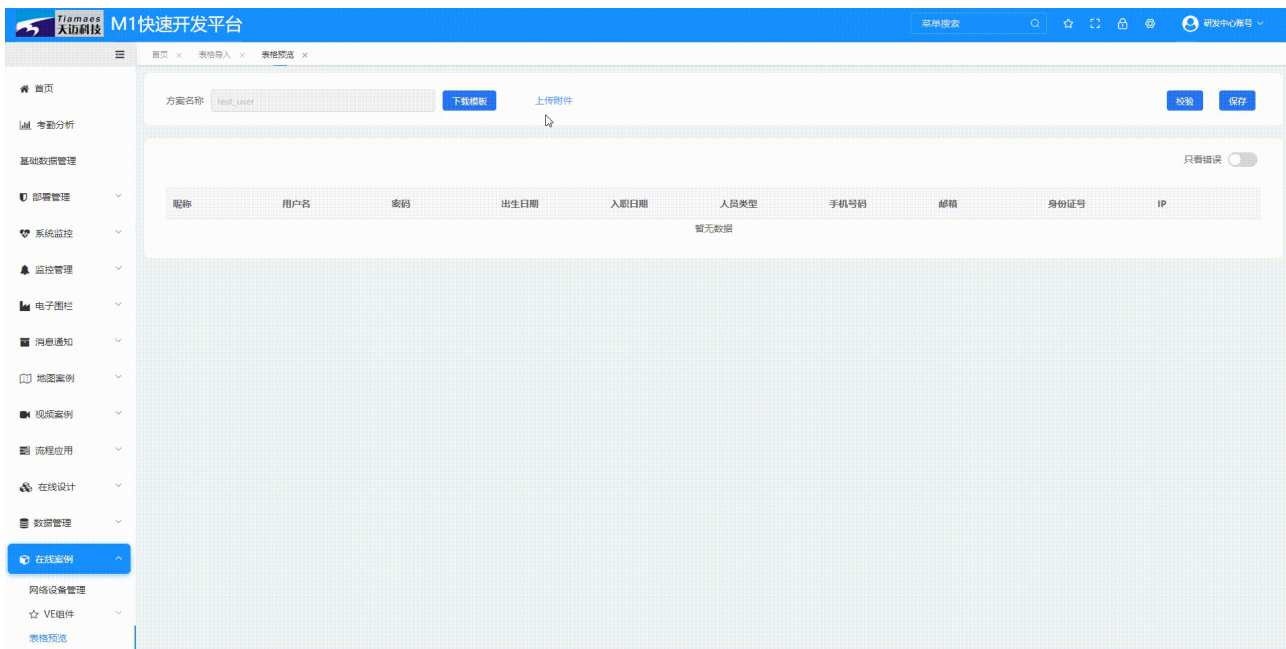 Tiamaes
天迈科技
M1快速开发平台
菜单搜索
研发中心账号
首页 × 表格导入 × 表格预览 ×
首页
考勤分析
基础数据管理
部署管理
系统监控
监控管理
电子围栏
消息通知
地图案例
视频案例
流程应用
在线设计
数据管理
在线案例
网络设备管理
VE组件
表格预览
方案名称 test_user 下载模板 上传附件 校验 保存
只看错误
昵称 用户名 密码 出生日期 入职日期 人员类型 手机号码 邮箱 身份证号 IP
暂无数据